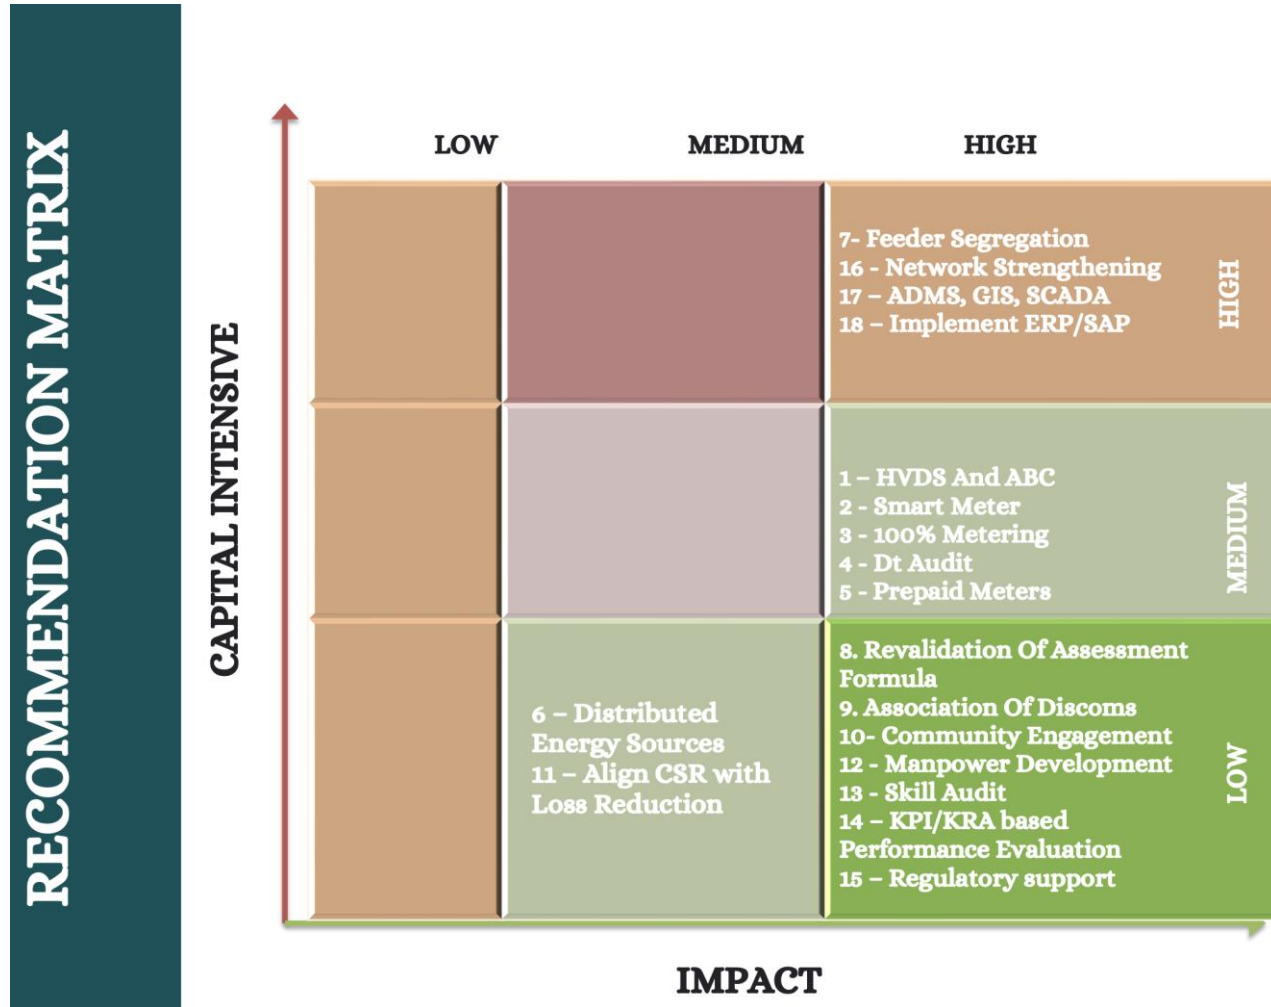 RECOMMENDATION MATRIX
CAPITAL INTENSIVE
LOW
MEDIUM
HIGH
7- Feeder Segregation
16 - Network Strengthening
17 – ADMS, GIS, SCADA
18 – Implement ERP/SAP
HIGH
1 – HVDS And ABC
2 - Smart Meter
3 - 100% Metering
4 - Dt Audit
5 - Prepaid Meters
MEDIUM
6 – Distributed
Energy Sources
11 – Align CSR with
Loss Reduction
8. Revalidation Of Assessment
Formula
9. Association Of Discoms
10- Community Engagement
12 - Manpower Development
13 - Skill Audit
14 – KPI/KRA based
Performance Evaluation
15 – Regulatory support
LOW
IMPACT